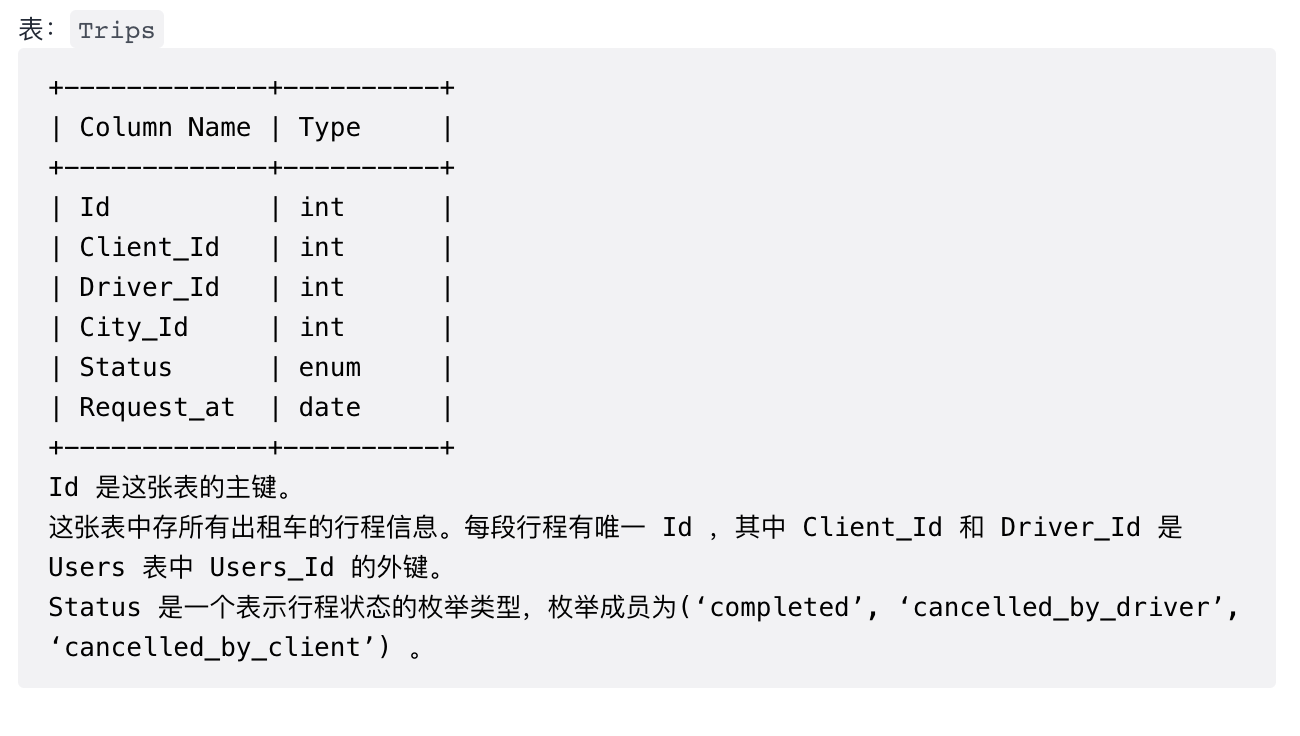 表： Trips
+-------------+----------+
| Column Name | Type     |
+-------------+----------+
| Id          | int      |
| Client_Id   | int      |
| Driver_Id   | int      |
| City_Id     | int      |
| Status      | enum     |
| Request_at  | date     |
+-------------+----------+
Id 是这张表的主键。
这张表中存所有出租车的行程信息。每段行程有唯一 Id ，其中 Client_Id 和 Driver_Id 是
Users 表中 Users_Id 的外键。
Status 是一个表示行程状态的枚举类型，枚举成员为(‘completed’, ‘cancelled_by_driver’,
‘cancelled_by_client’) 。